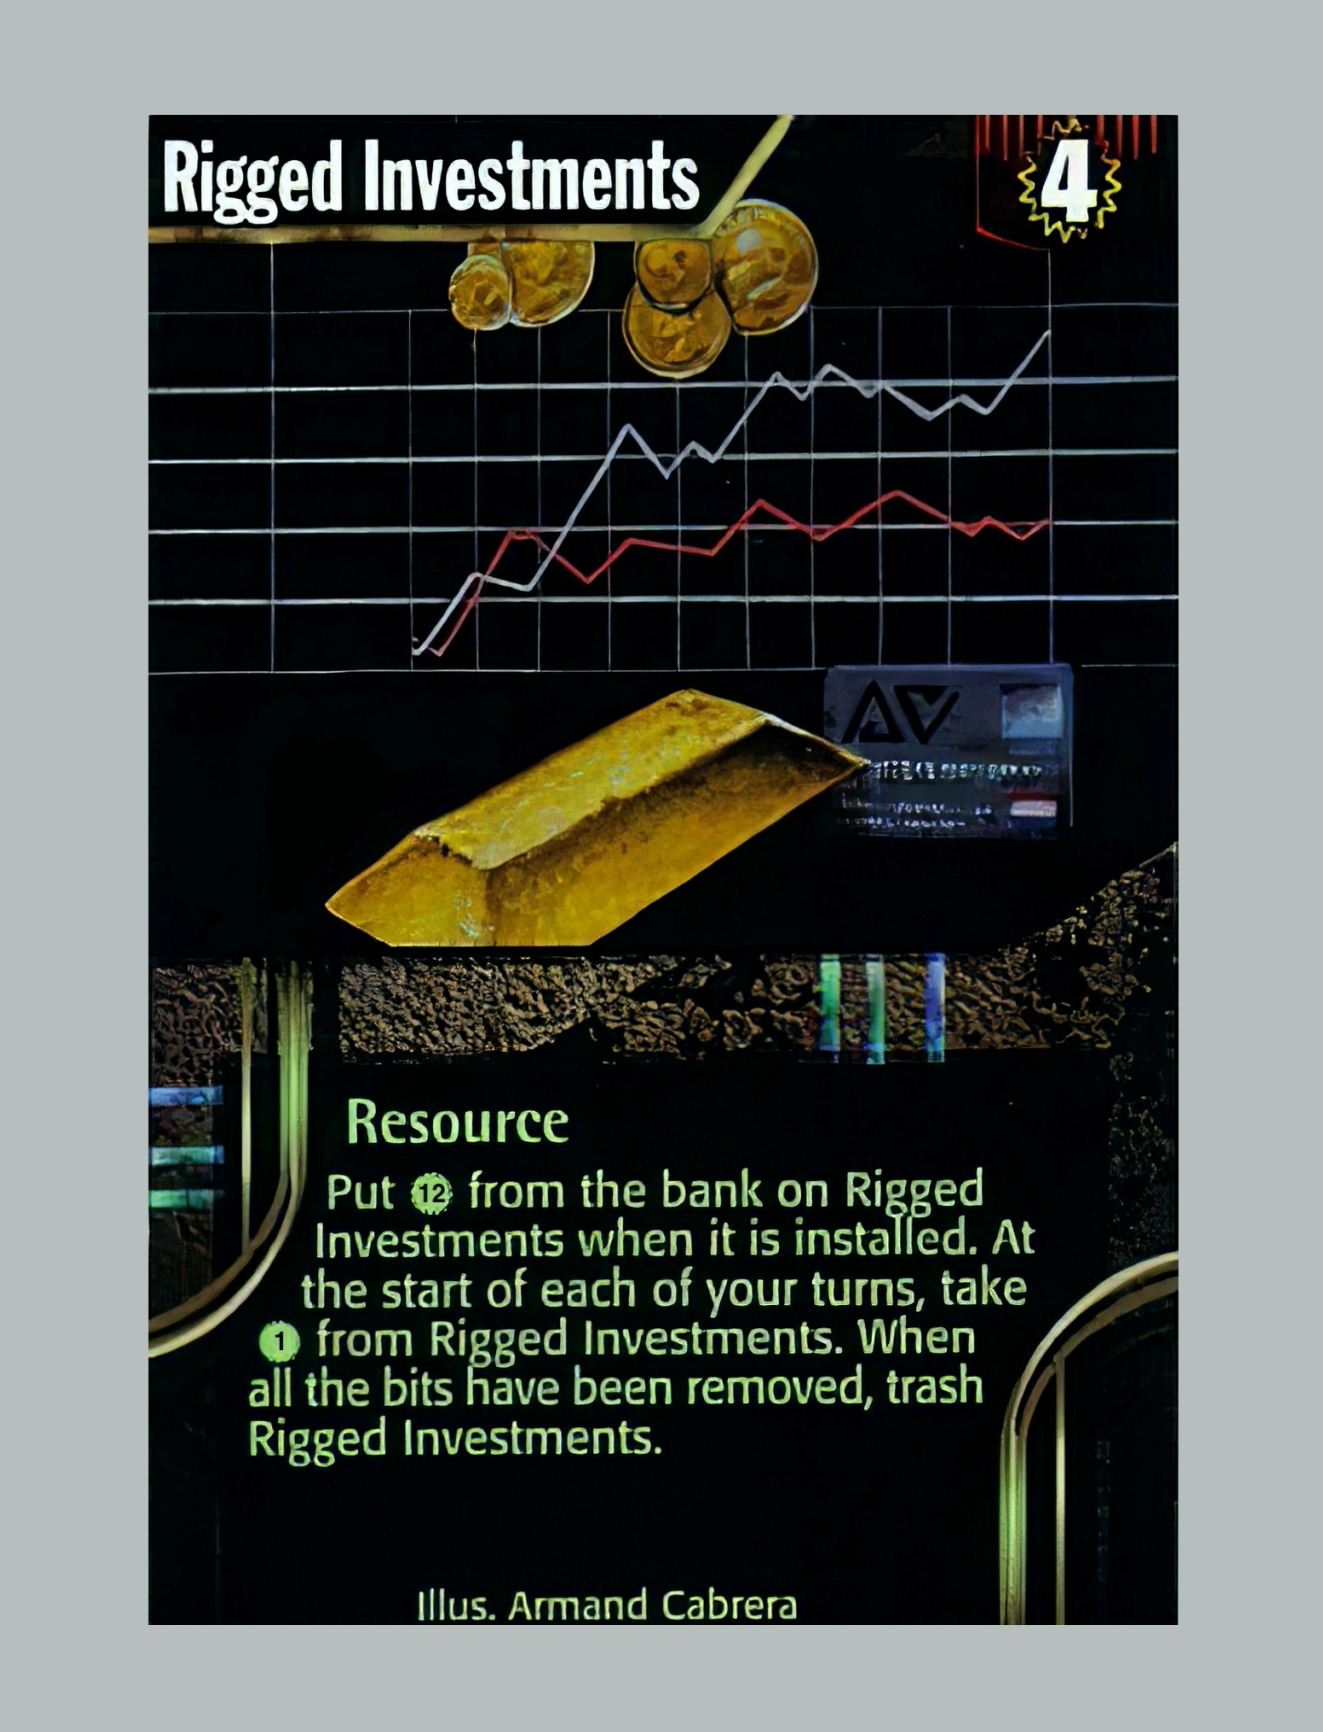 Rigged Investments
4
AV
Resource
Put 12 from the bank on Rigged
Investments when it is installed. At
the start of each of your turns, take
1 from Rigged Investments. When
all the bits have been removed, trash
Rigged Investments.
Illus. Armand Cabrera